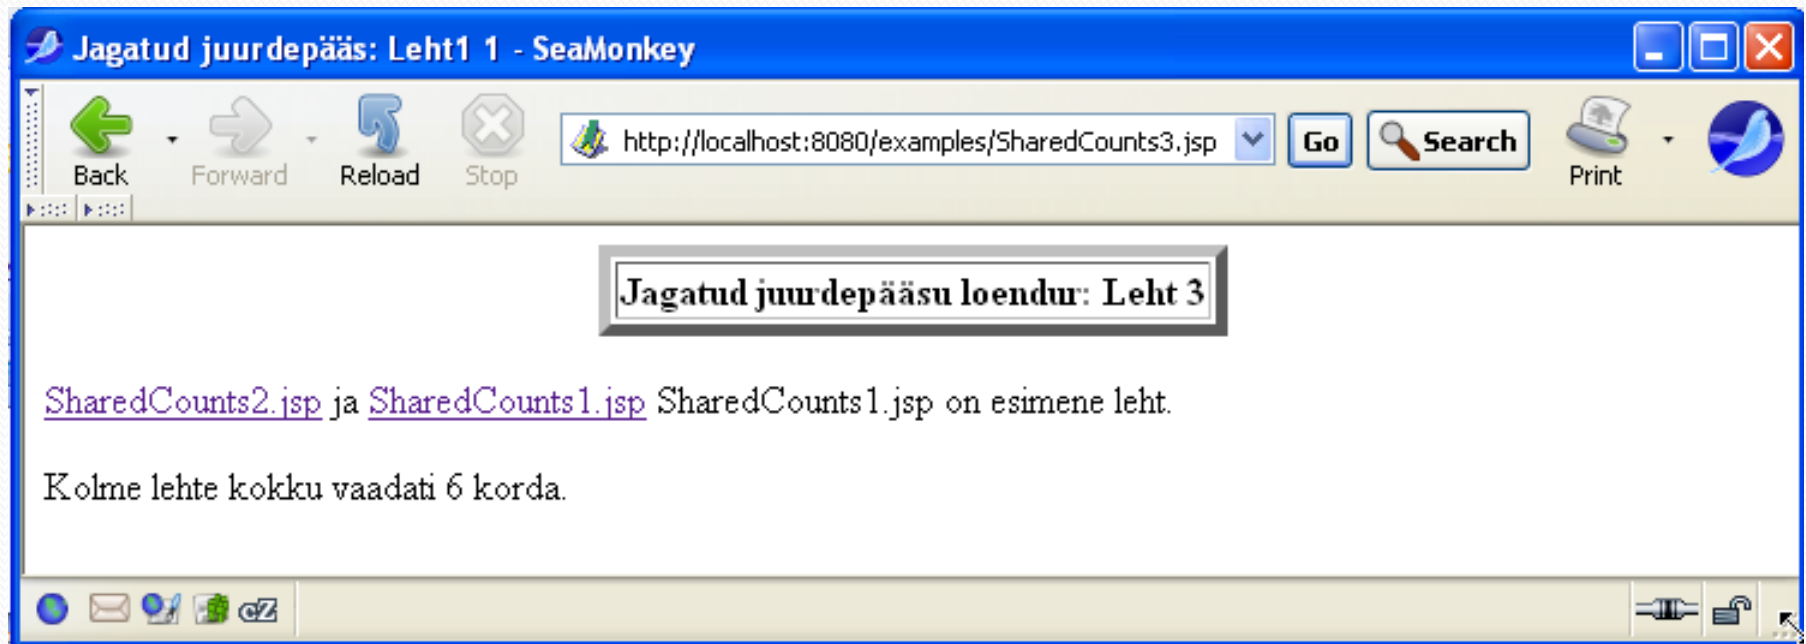 Jagatud juurdepääs: Leht1 1 - SeaMonkey
http://localhost:8080/examples/SharedCounts3.jsp Go Search
Back Forward Reload Stop Print
Jagatud juurdepääsu loendur: Leht 3
SharedCounts2.jsp ja SharedCounts1.jsp SharedCounts1.jsp on esimene leht.
Kolme lehte kokku vaadati 6 korda.
cZ